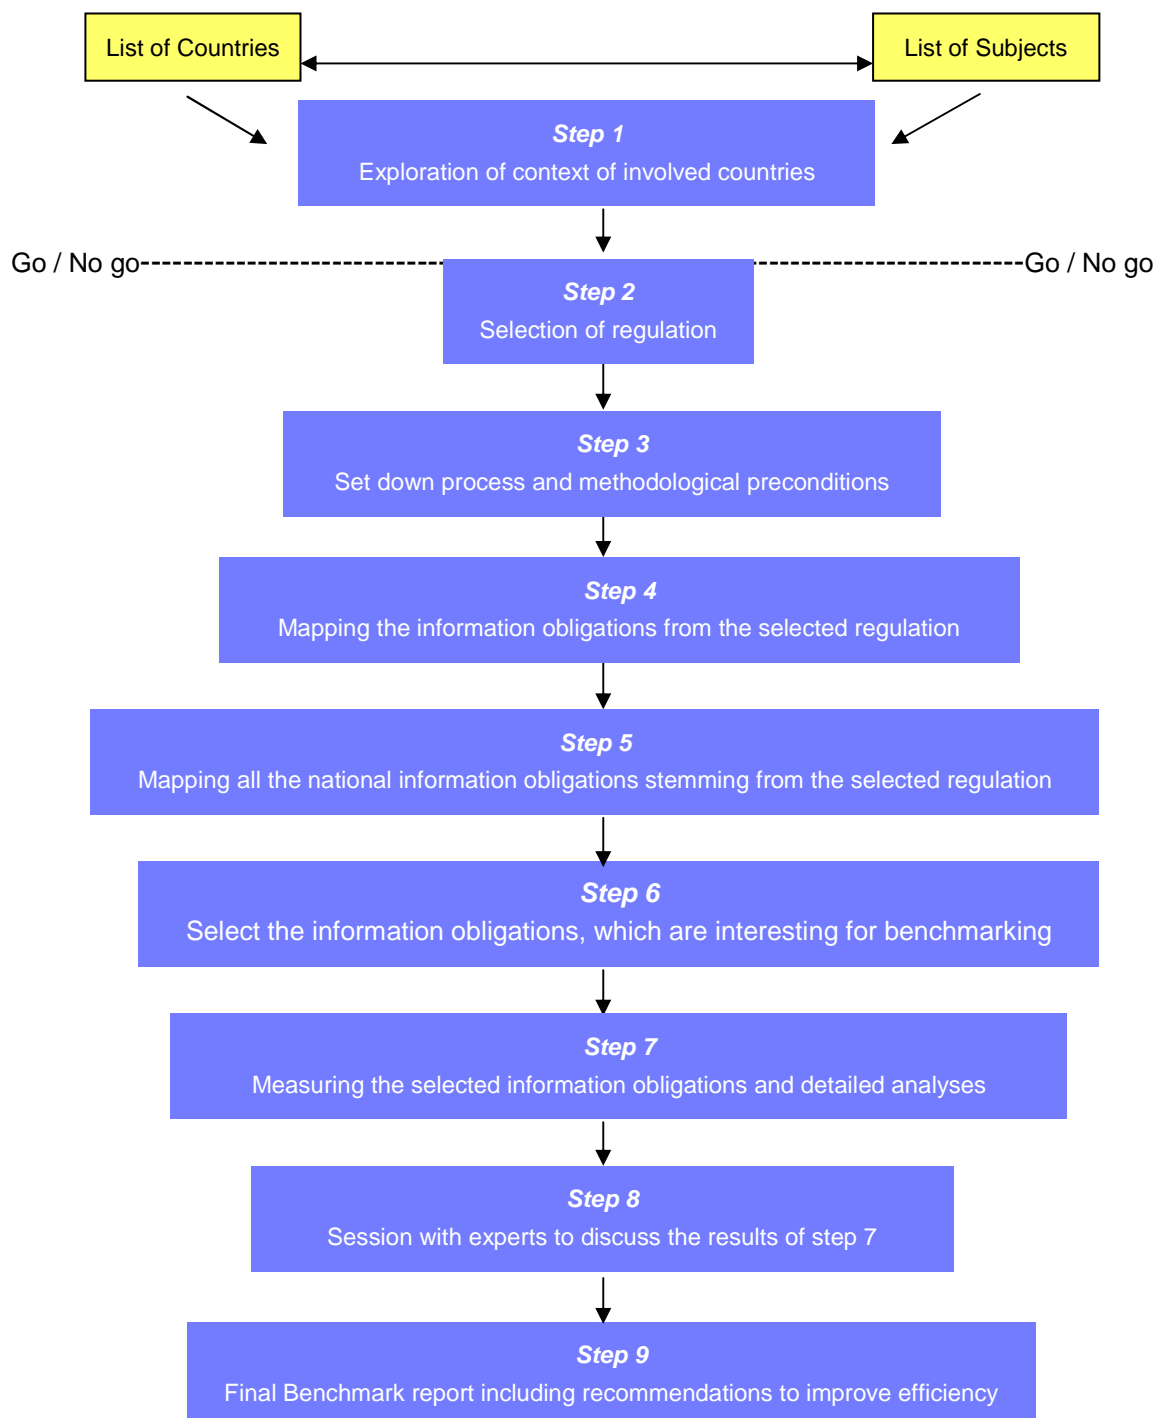 List of Countries
List of Subjects
Step 1
Exploration of context of involved countries
Go / No go
Go / No go
Step 2
Selection of regulation
Step 3
Set down process and methodological preconditions
Step 4
Mapping the information obligations from the selected regulation
Step 5
Mapping all the national information obligations stemming from the selected regulation
Step 6
Select the information obligations, which are interesting for benchmarking
Step 7
Measuring the selected information obligations and detailed analyses
Step 8
Session with experts to discuss the results of step 7
Step 9
Final Benchmark report including recommendations to improve efficiency